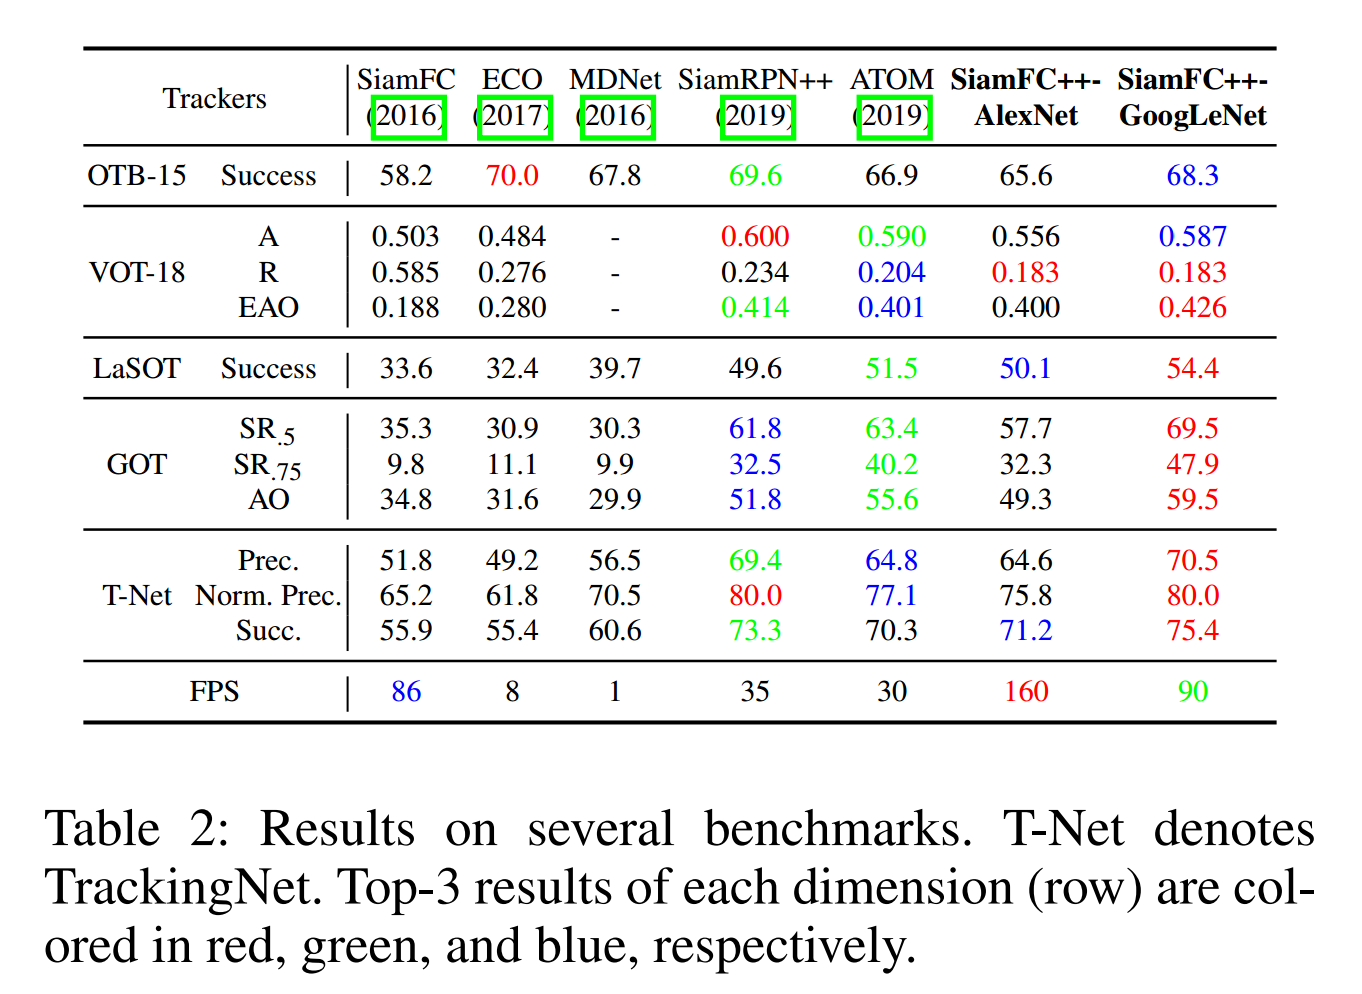 Trackers SiamFC (2016) ECO (2017) MDNet (2016) SiamRPN++ (2019) ATOM (2019) SiamFC++-AlexNet SiamFC++-GoogLeNet
OTB-15 Success 58.2 70.0 67.8 69.6 66.9 65.6 68.3
VOT-18 A 0.503 0.484 - 0.600 0.590 0.556 0.587
R 0.585 0.276 - 0.234 0.204 0.183 0.183
EAO 0.188 0.280 - 0.414 0.401 0.400 0.426
LaSOT Success 33.6 32.4 39.7 49.6 51.5 50.1 54.4
GOT SR.5 35.3 30.9 30.3 61.8 63.4 57.7 69.5
SR.75 9.8 11.1 9.9 32.5 40.2 32.3 47.9
AO 34.8 31.6 29.9 51.8 55.6 49.3 59.5
T-Net Prec. 51.8 49.2 56.5 69.4 64.8 64.6 70.5
Norm. Prec. 65.2 61.8 70.5 80.0 77.1 75.8 80.0
Succ. 55.9 55.4 60.6 73.3 70.3 71.2 75.4
FPS 86 8 1 35 30 160 90
Table 2: Results on several benchmarks. T-Net denotes
TrackingNet. Top-3 results of each dimension (row) are col-
ored in red, green, and blue, respectively.